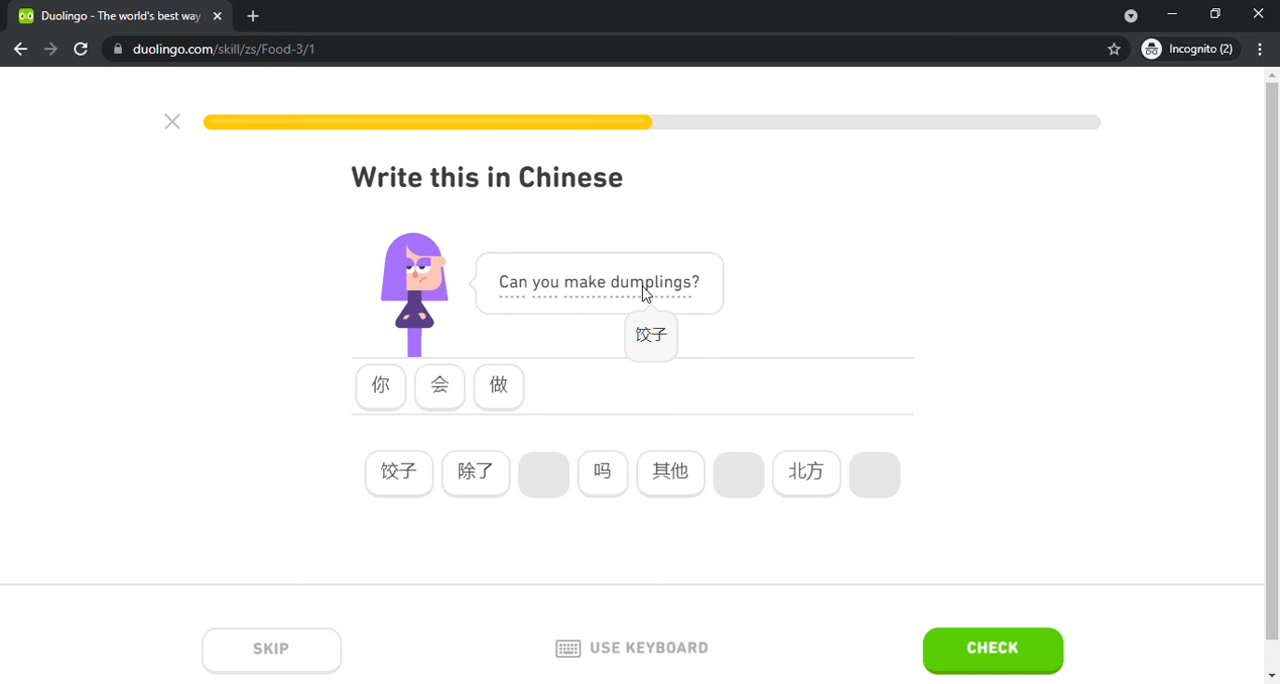 Duolingo - The world's best way
duolingo.com/skill/zs/Food-3/1
Incognito (2)
Write this in Chinese
Can you make dumplings?
饺子
你 会 做
饺子 除了 吗 其他 北方
SKIP
USE KEYBOARD
CHECK